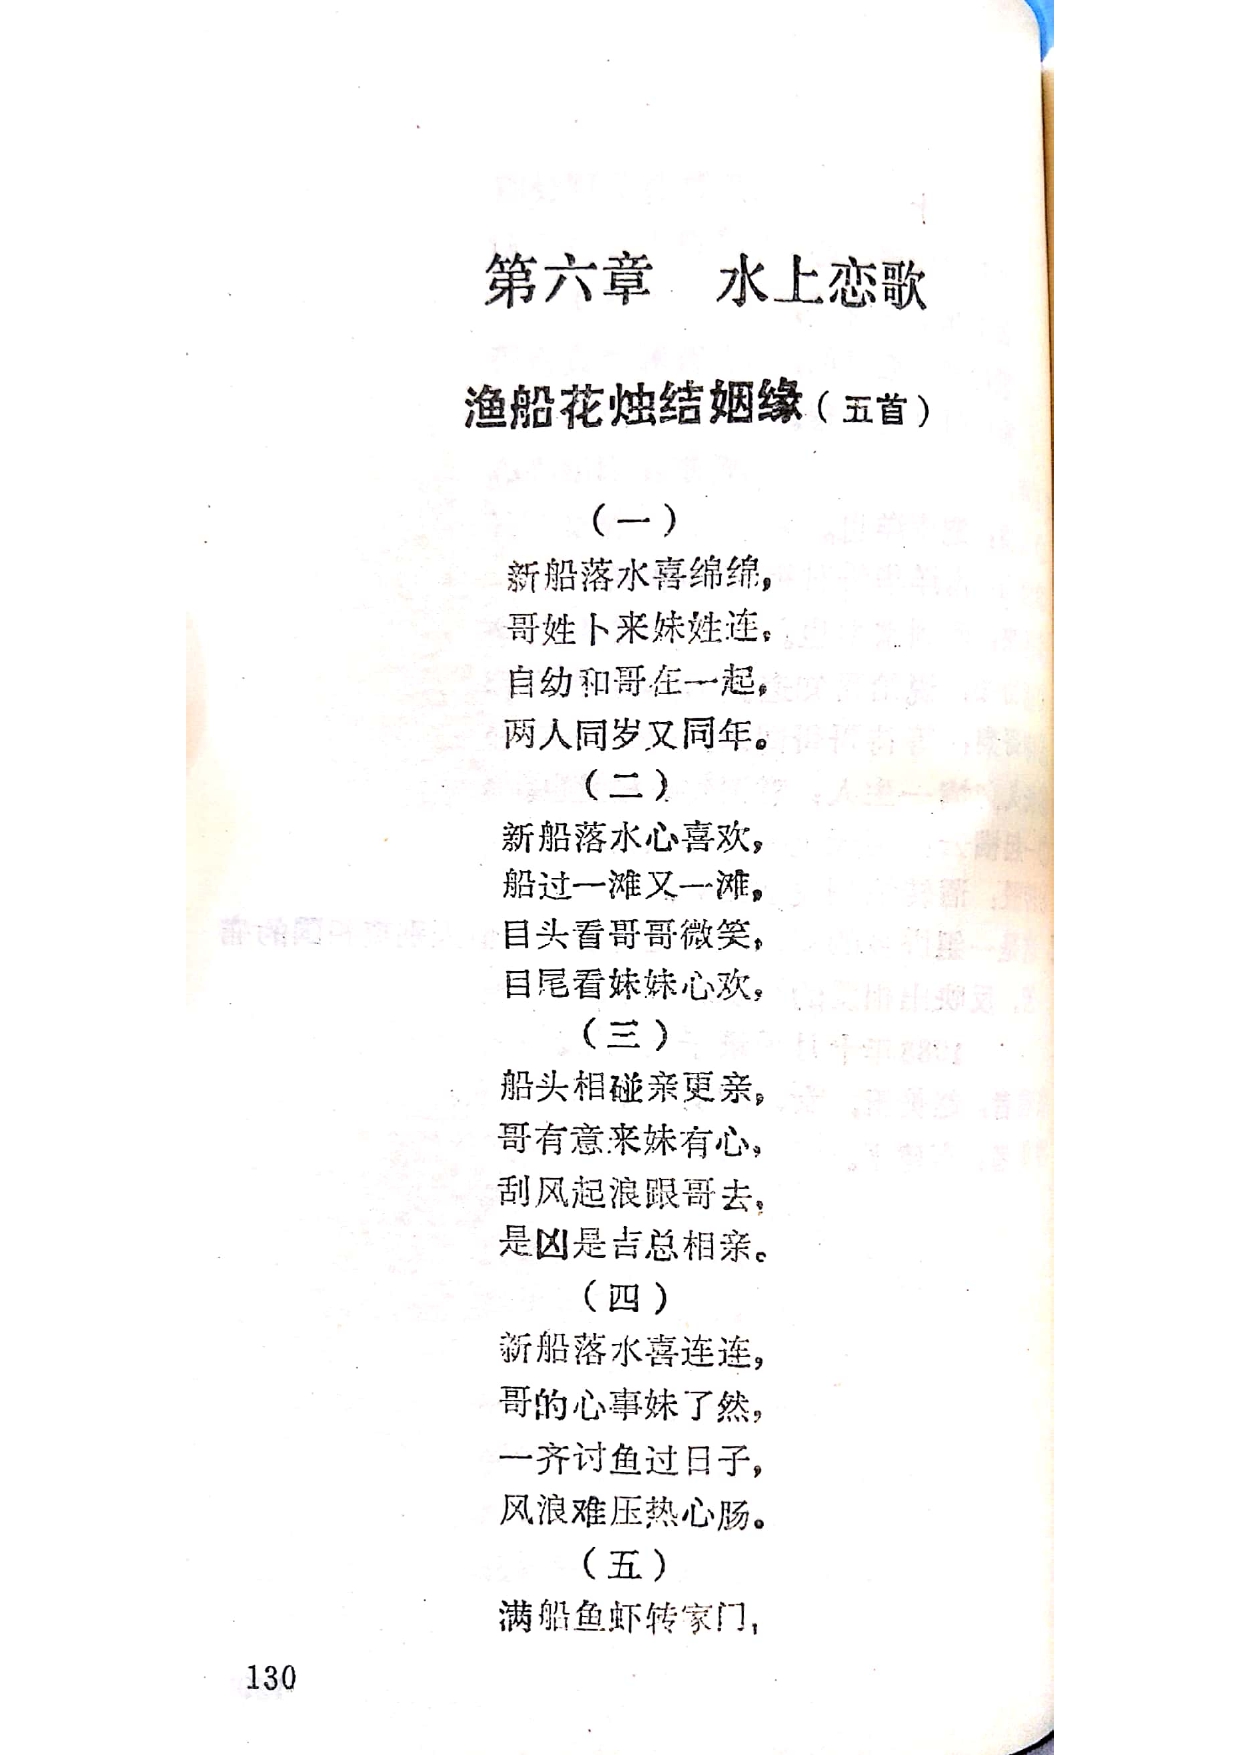 第六章 水上恋歌
渔船花烛结姻缘（五首）
（一）
新船落水喜绵绵，
哥姓卜来妹姓连，
自幼和哥在一起，
两人同岁又同年。
（二）
新船落水心喜欢，
船过一滩又一滩，
目头看哥哥微笑，
目尾看妹妹心欢，
（三）
船头相碰亲更亲，
哥有意来妹有心，
刮风起浪跟哥去，
是凶是吉总相亲。
（四）
新船落水喜连连，
哥的心事妹了然，
一齐讨鱼过日子，
风浪难压热心肠。
（五）
满船鱼虾转家门，
130